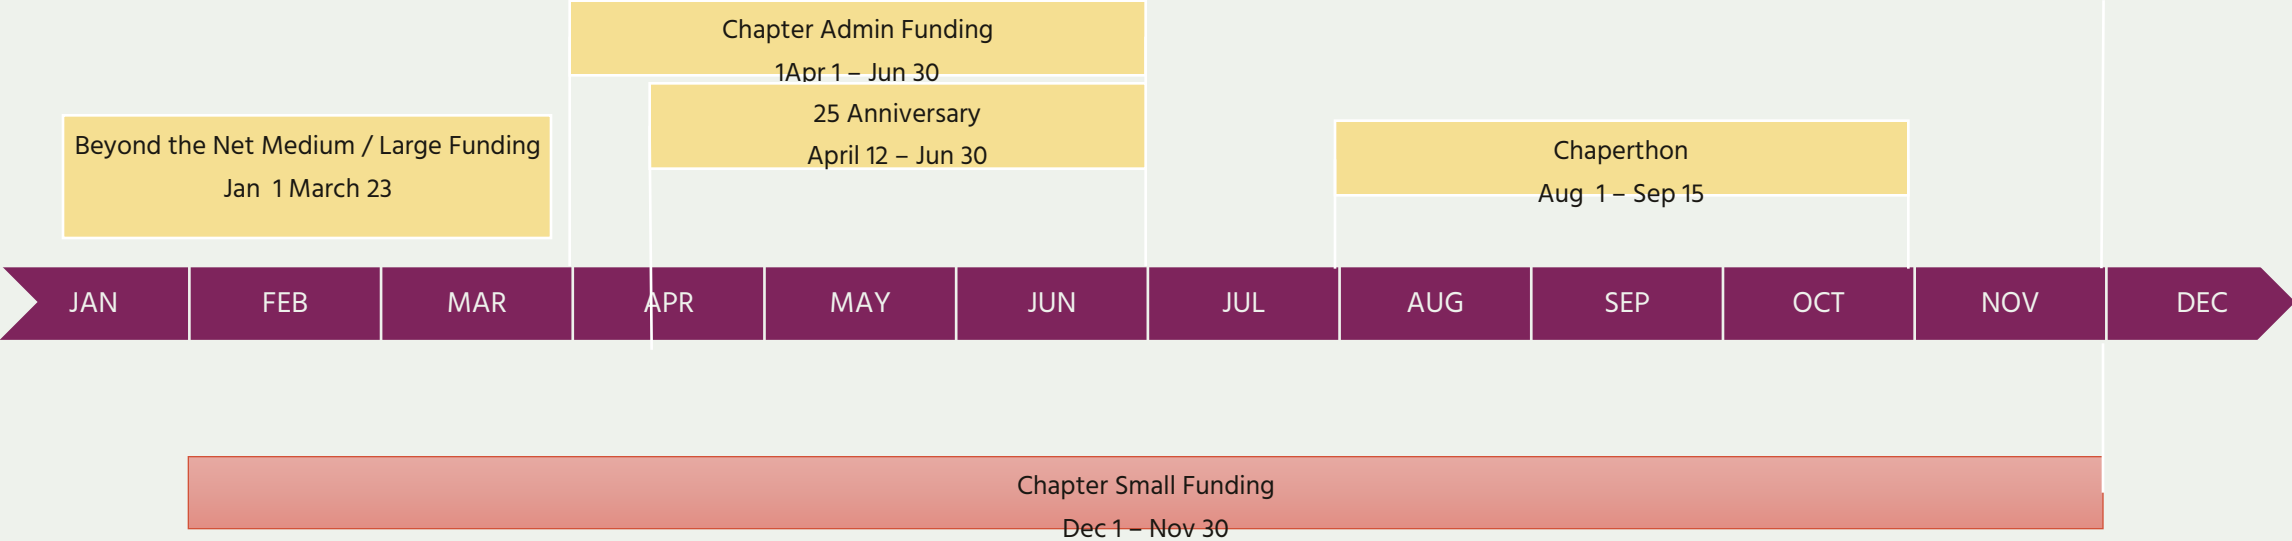 Chapter Admin Funding
1Apr 1 – Jun 30
25 Anniversary
April 12 – Jun 30
Beyond the Net Medium / Large Funding
Jan 1 March 23
Chaperthon
Aug 1 – Sep 15
JAN FEB MAR APR MAY JUN JUL AUG SEP OCT NOV DEC
Chapter Small Funding
Dec 1 – Nov 30